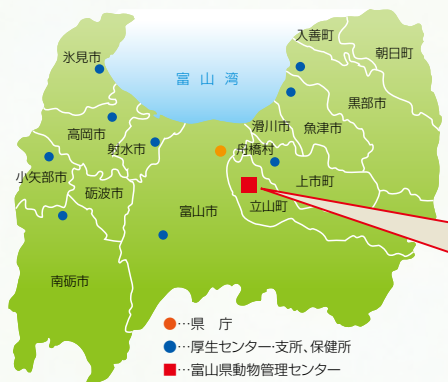 入善町
朝日町
氷見市
富山湾
黒部市
高岡市
滑川市
魚津市
射水市
舟橋村
小矢部市
上市町
砺波市
富山市
立山町
南砺市
●…県　庁
●…厚生センター・支所、保健所
■…富山県動物管理センター